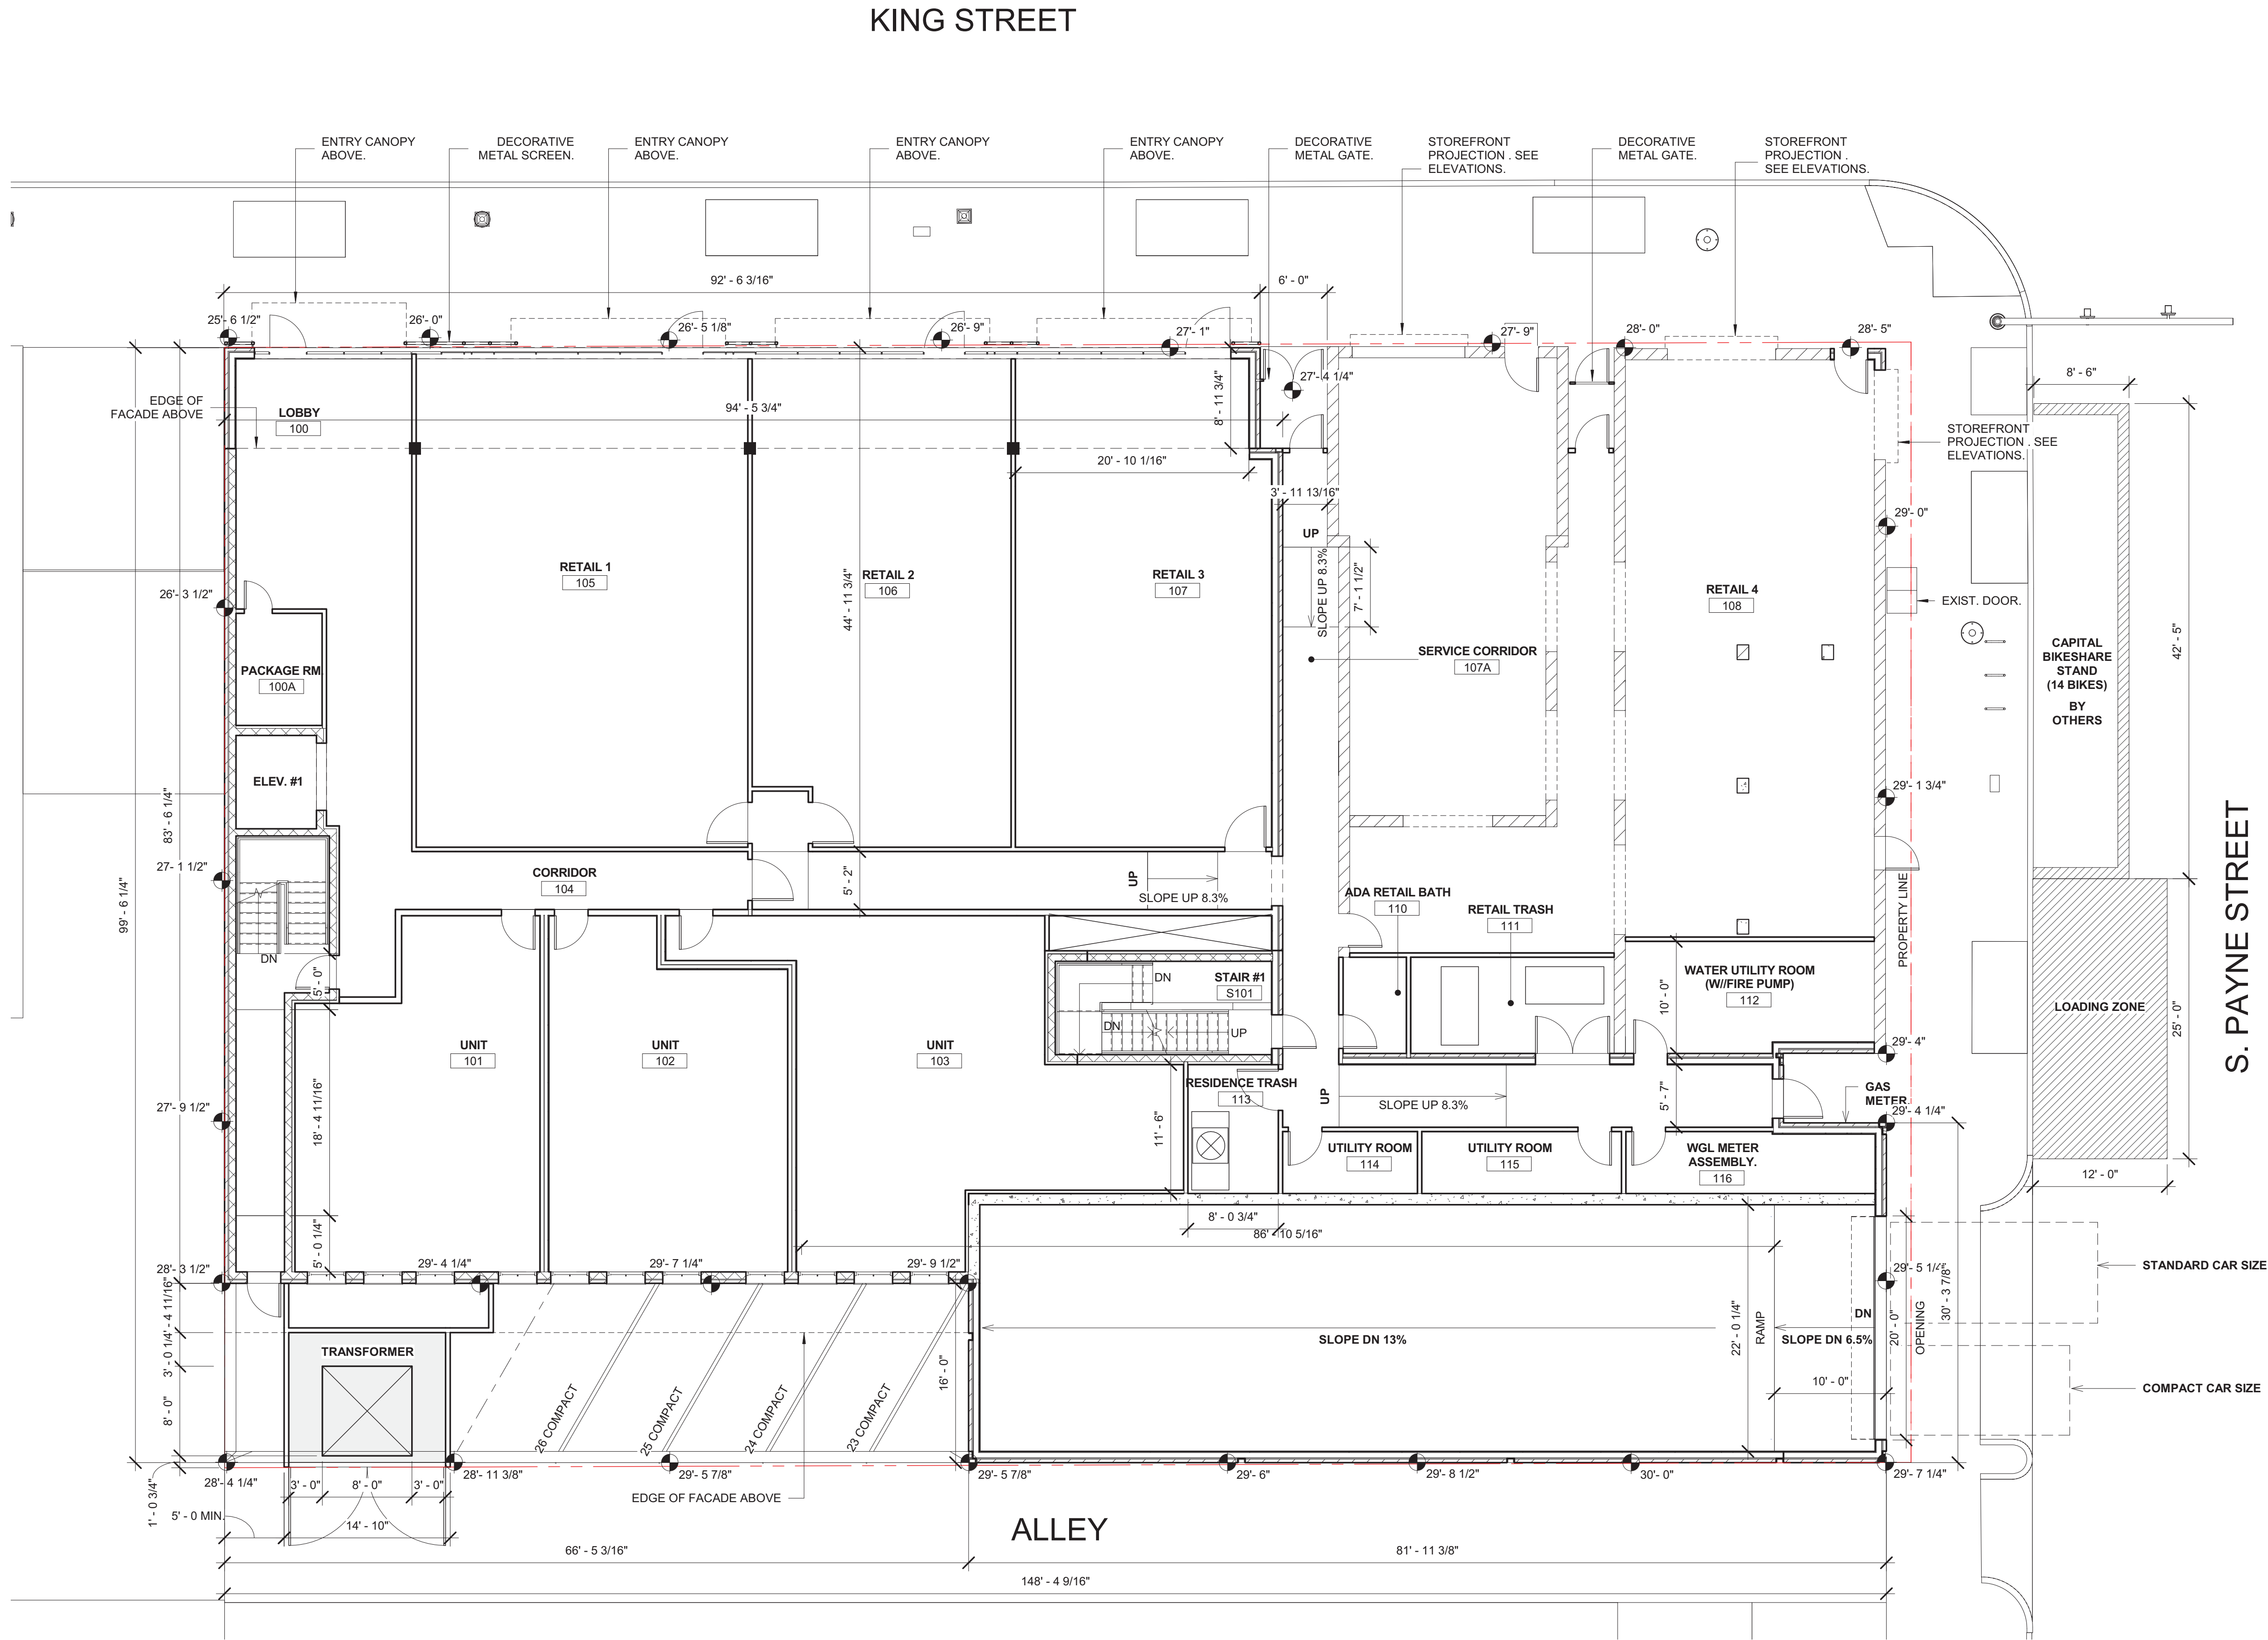 KING STREET
ENTRY CANOPY
ABOVE.
DECORATIVE
METAL SCREEN.
ENTRY CANOPY
ABOVE.
ENTRY CANOPY
ABOVE.
ENTRY CANOPY
ABOVE.
DECORATIVE
METAL GATE.
STOREFRONT
PROJECTION . SEE
ELEVATIONS.
DECORATIVE
METAL GATE.
STOREFRONT
PROJECTION .
SEE ELEVATIONS.
92' - 6 3/16"
6' - 0"
25'- 6 1/2"
26'- 0"
26'- 5 1/8"
26'- 9"
27'- 1"
27'- 9"
28'- 0"
28'- 5"
27'- 4 1/4"
8' - 6"
EDGE OF
FACADE ABOVE
LOBBY
100
94' - 5 3/4"
8' - 11 3/4"
STOREFRONT
PROJECTION . SEE
ELEVATIONS.
20' - 10 1/16"
3' - 11 13/16"
29'- 0"
UP
SLOPE UP 8.3%
7' - 1 1/2"
RETAIL 1
105
RETAIL 2
106
RETAIL 3
107
RETAIL 4
108
44' - 11 3/4"
26'- 3 1/2"
EXIST. DOOR.
PACKAGE RM.
100A
SERVICE CORRIDOR
107A
CAPITAL
BIKESHARE
STAND
(14 BIKES)
BY
OTHERS
42' - 5"
ELEV. #1
29'- 1 3/4"
83' - 6 1/4"
99' - 6 1/4"
27- 1 1/2"
CORRIDOR
104
5' - 2"
UP
SLOPE UP 8.3%
ADA RETAIL BATH
110
RETAIL TRASH
111
PROPERTY LINE
S. PAYNE STREET
DN
5' - 0"
DN
STAIR #1
S101
DN
UP
WATER UTILITY ROOM
(W//FIRE PUMP)
112
10' - 0"
LOADING ZONE
25' - 0"
UNIT
101
UNIT
102
UNIT
103
29'- 4"
RESIDENCE TRASH
113
UP
SLOPE UP 8.3%
5' - 7"
GAS
METER.
29'- 4 1/4"
27'- 9 1/2"
18' - 4 11/16"
11' - 6"
UTILITY ROOM
114
UTILITY ROOM
115
WGL METER
ASSEMBLY.
116
12' - 0"
8' - 0 3/4"
86' - 10 5/16"
5' - 0 1/4"
28'- 3 1/2"
29'- 4 1/4"
29'- 7 1/4"
29'- 9 1/2"
29'- 5 1/4"
STANDARD CAR SIZE
4' - 4 11/16"
3' - 0 1/4"
8' - 0"
TRANSFORMER
26 COMPACT
25 COMPACT
24 COMPACT
23 COMPACT
16' - 0"
SLOPE DN 13%
22' - 0 1/4"
RAMP
DN
SLOPE DN 6.5%
20' - 0"
OPENING
30' - 3 7/8"
10' - 0"
COMPACT CAR SIZE
28'- 4 1/4"
28'- 11 3/8"
29'- 5 7/8"
29'- 5 7/8"
29'- 6"
29'- 8 1/2"
30'- 0"
29'- 7 1/4"
3' - 0"
8' - 0"
3' - 0"
1' - 0 3/4"
5' - 0 MIN.
14' - 10"
EDGE OF FACADE ABOVE
ALLEY
66' - 5 3/16"
81' - 11 3/8"
148' - 4 9/16"